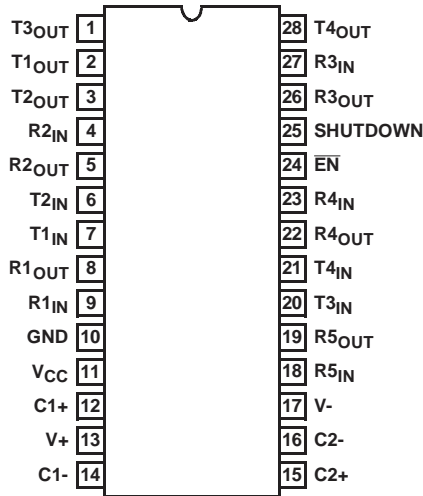 T3OUT 1 28 T4OUT
T1OUT 2 27 R3IN
T2OUT 3 26 R3OUT
R2IN 4 25 SHUTDOWN
R2OUT 5 24 E̅N̅
T2IN 6 23 R4IN
T1IN 7 22 R4OUT
R1OUT 8 21 T4IN
R1IN 9 20 T3IN
GND 10 19 R5OUT
VCC 11 18 R5IN
C1+ 12 17 V-
V+ 13 16 C2-
C1- 14 15 C2+